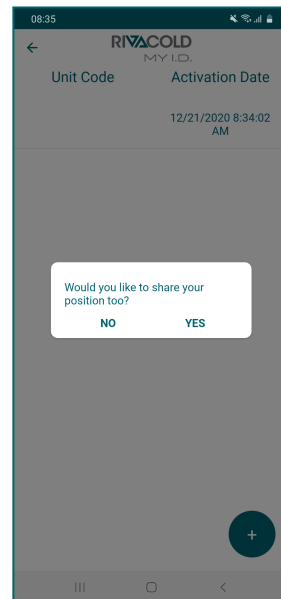 08:35
RIVACOLD
MY I.D.
Unit Code Activation Date
12/21/2020 8:34:02
AM
Would you like to share your
position too?
NO YES
+